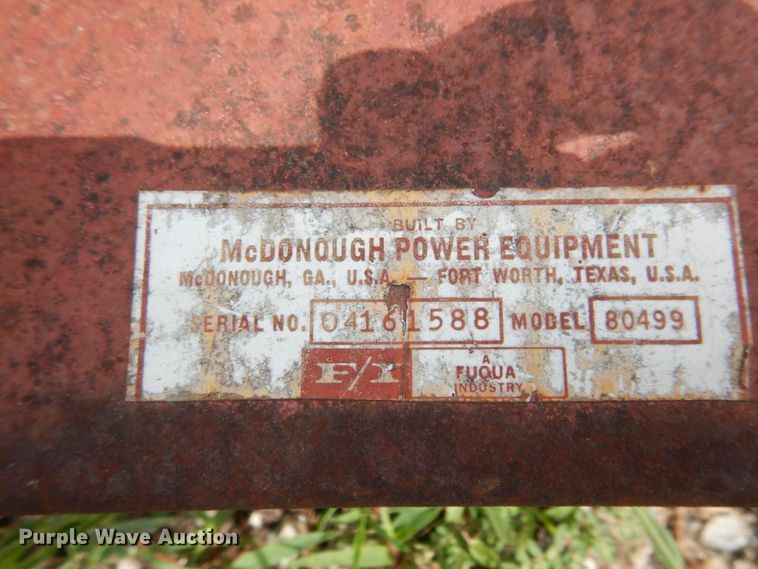 BUILT BY
McDONOUGH POWER EQUIPMENT
McDONOUGH, GA., U.S.A. — FORT WORTH, TEXAS, U.S.A.
SERIAL NO. 04161588 MODEL 80499
F/I
A
FUQUA
INDUSTRY
Purple Wave Auction